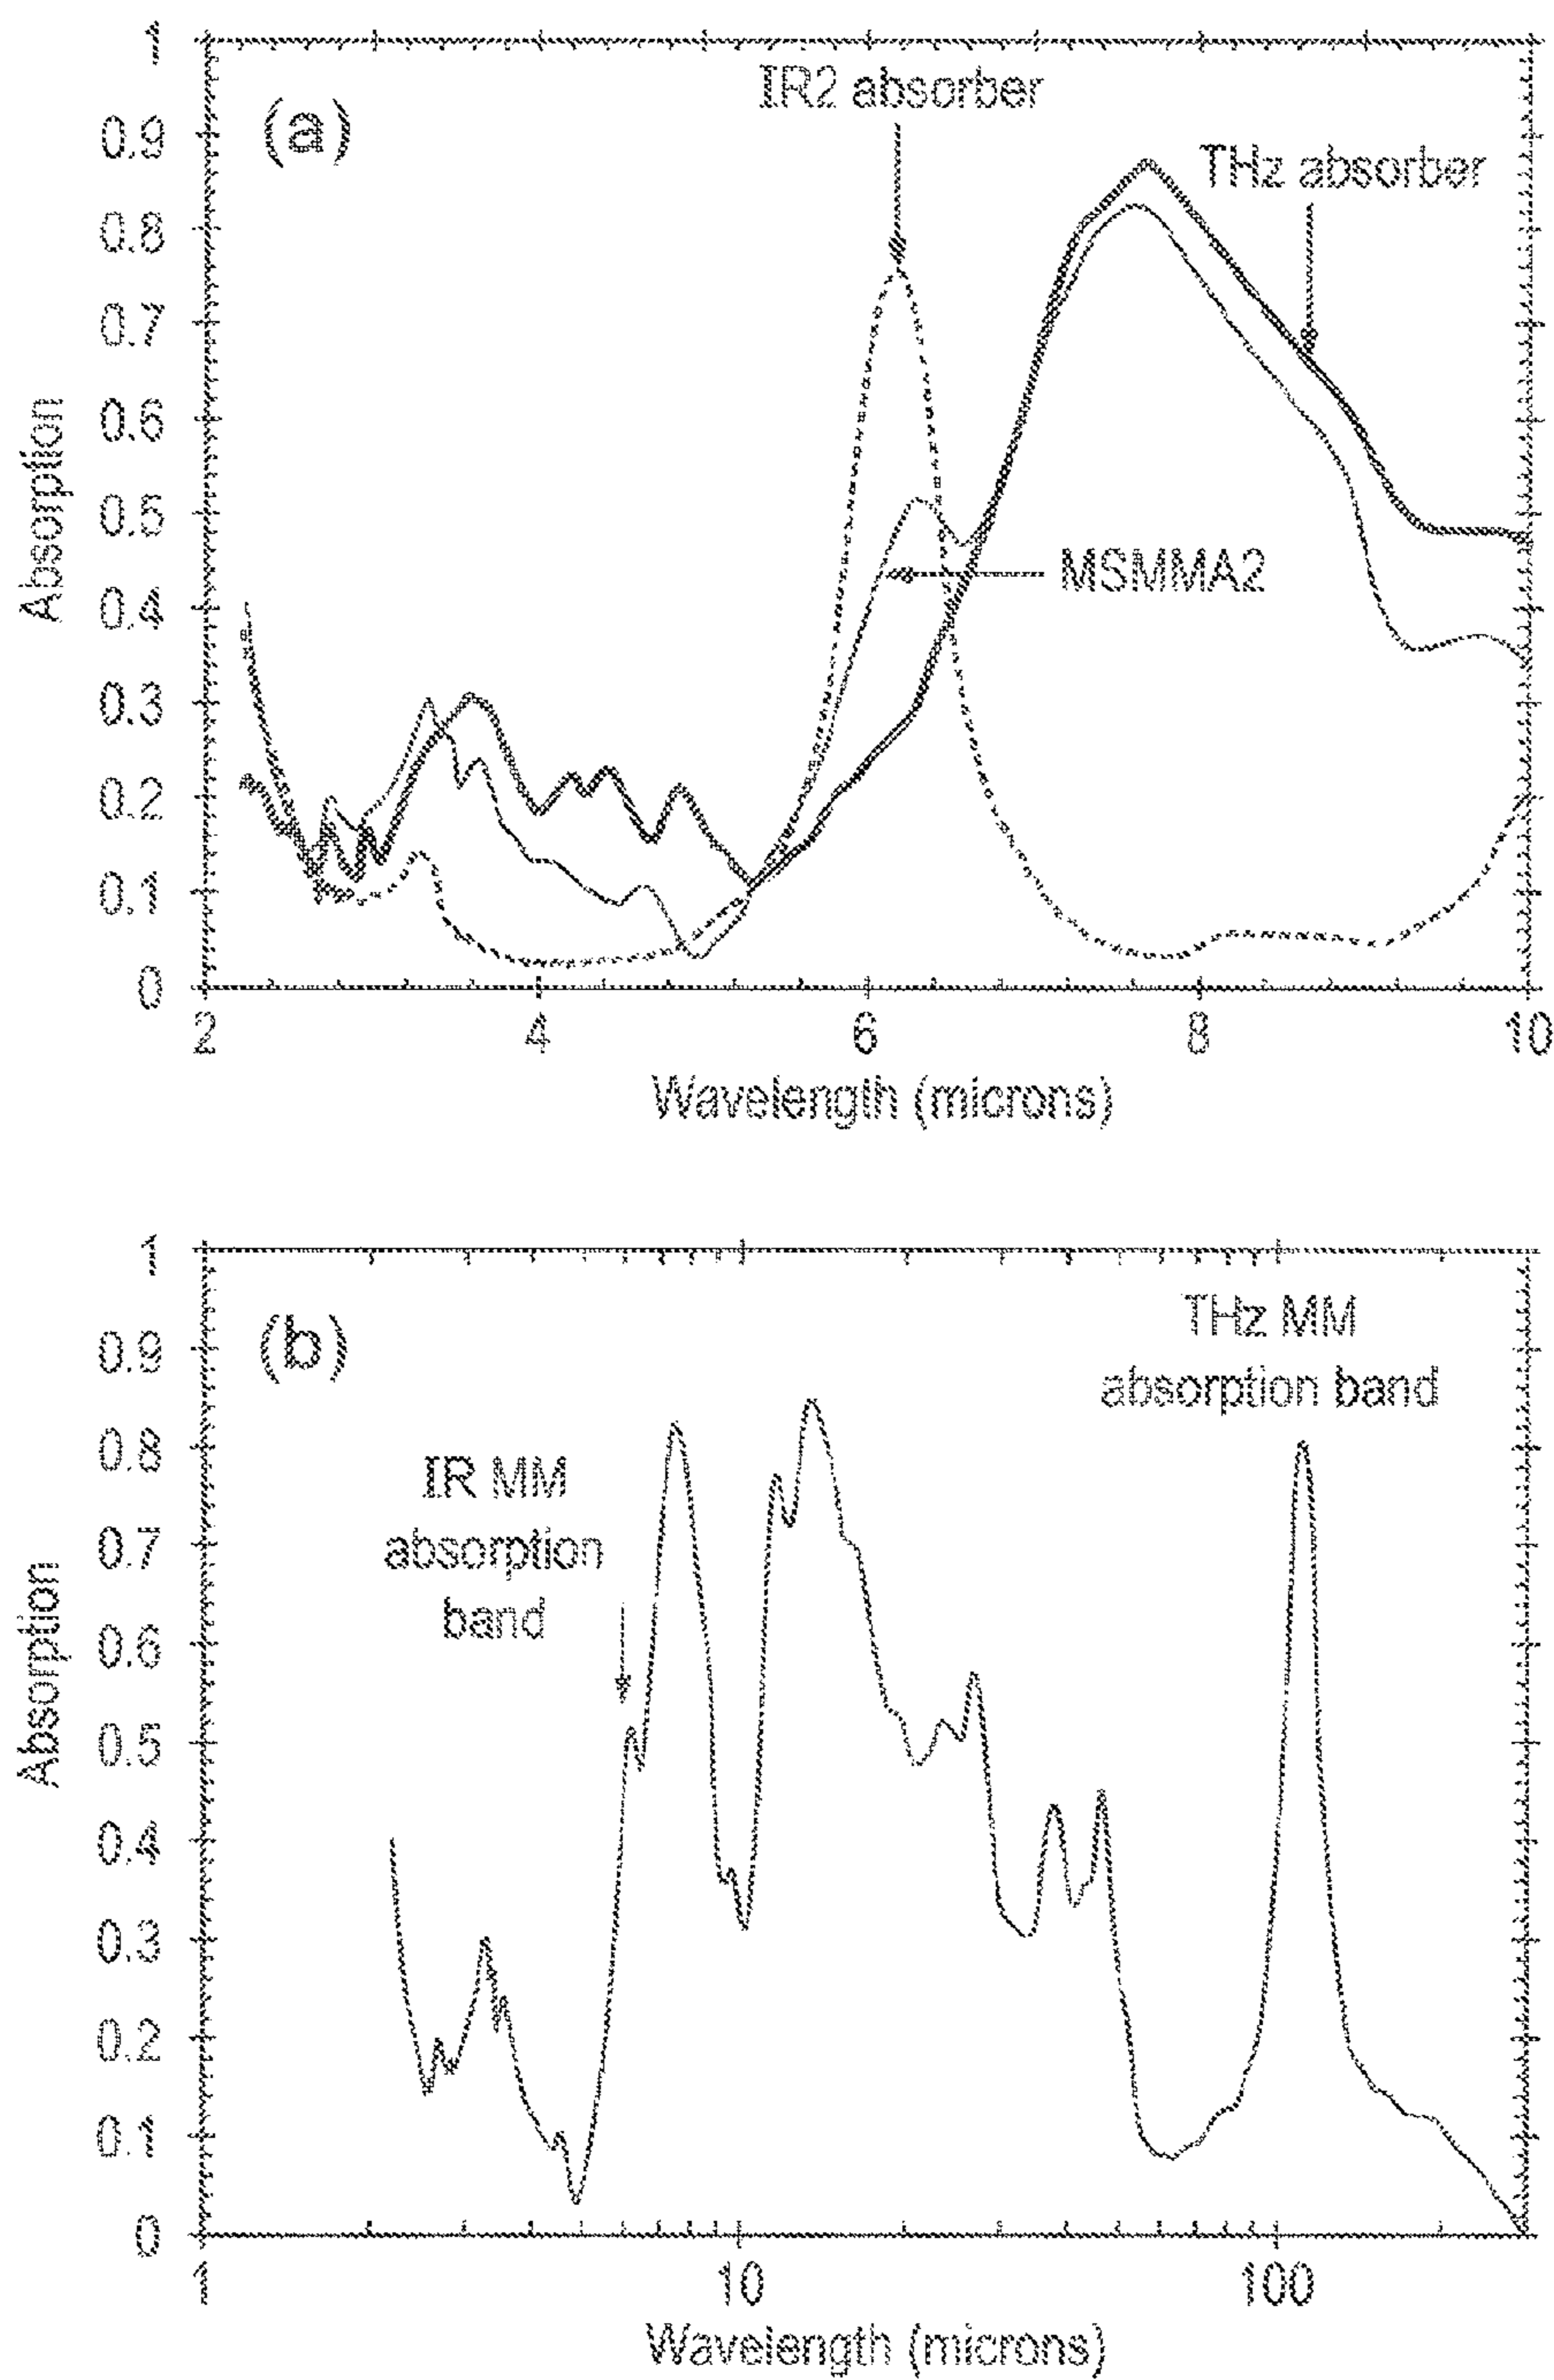 1
(a)
IR2 absorber
THz absorber
0.9
0.8
0.7
0.6
0.5
0.4
0.3
0.2
0.1
0
MSMMA2
Absorption
2 4 6 8 10
Wavelength (microns)
1
(b)
THz MM
absorption band
IR MM
absorption
band
0.9
0.8
0.7
0.6
0.5
0.4
0.3
0.2
0.1
0
Absorption
1 10 100
Wavelength (microns)